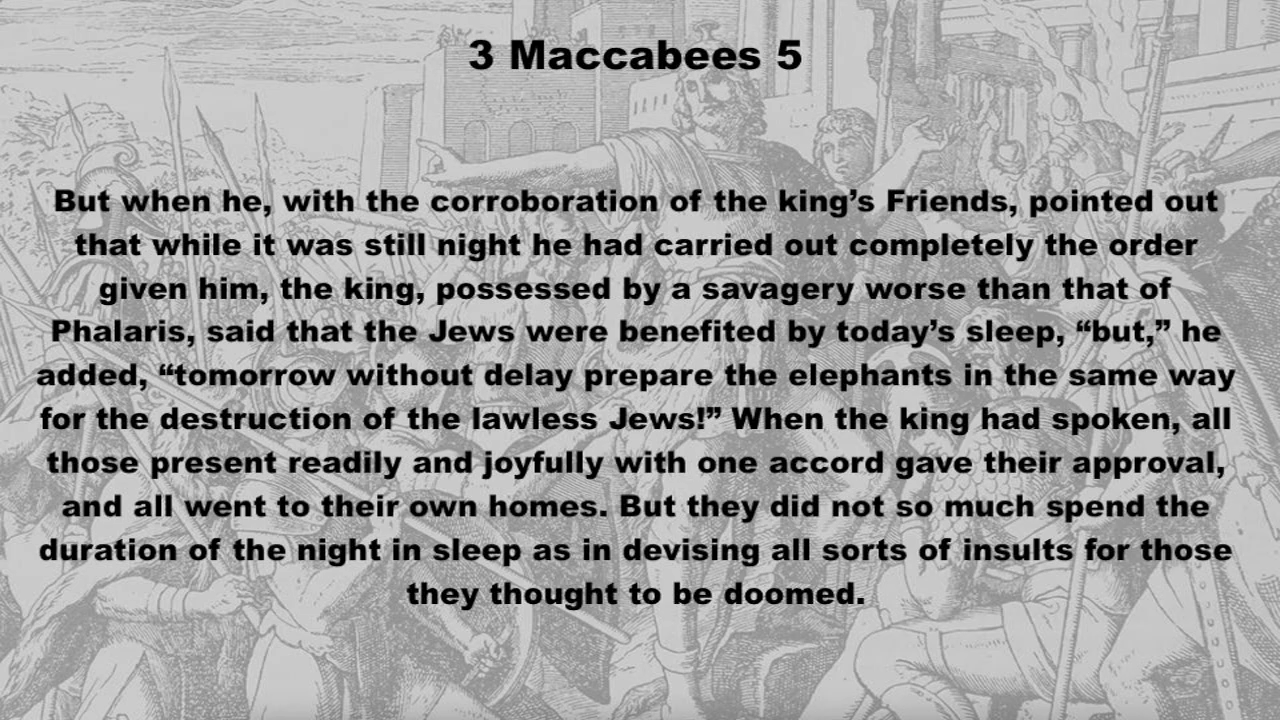 3 Maccabees 5
But when he, with the corroboration of the king’s Friends, pointed out
that while it was still night he had carried out completely the order
given him, the king, possessed by a savagery worse than that of
Phalaris, said that the Jews were benefited by today’s sleep, “but,” he
added, “tomorrow without delay prepare the elephants in the same way
for the destruction of the lawless Jews!” When the king had spoken, all
those present readily and joyfully with one accord gave their approval,
and all went to their own homes. But they did not so much spend the
duration of the night in sleep as in devising all sorts of insults for those
they thought to be doomed.